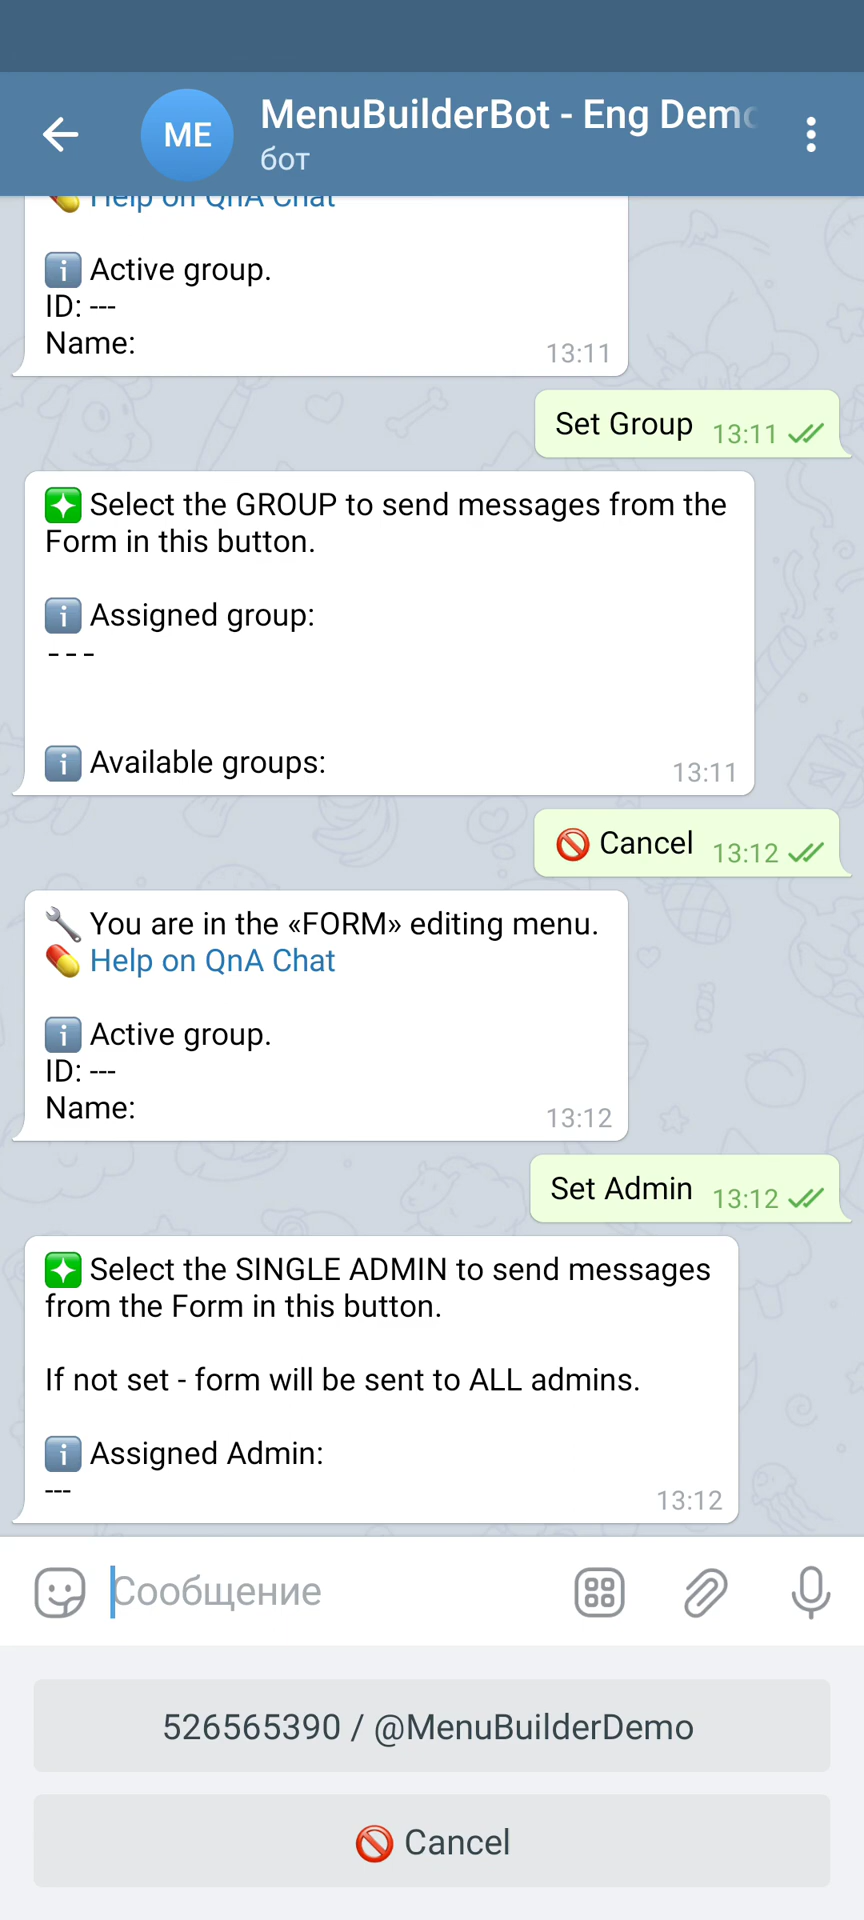 ME
MenuBuilderBot - Eng Demo
бот
Help on QnA Chat
Active group.
ID: ---
Name:
13:11
Set Group 13:11
Select the GROUP to send messages from the
Form in this button.
Assigned group:
---
Available groups:
13:11
Cancel 13:12
You are in the «FORM» editing menu.
Help on QnA Chat
Active group.
ID: ---
Name:
13:12
Set Admin 13:12
Select the SINGLE ADMIN to send messages
from the Form in this button.
If not set - form will be sent to ALL admins.
Assigned Admin:
---
13:12
Сообщение
526565390 / @MenuBuilderDemo
Cancel